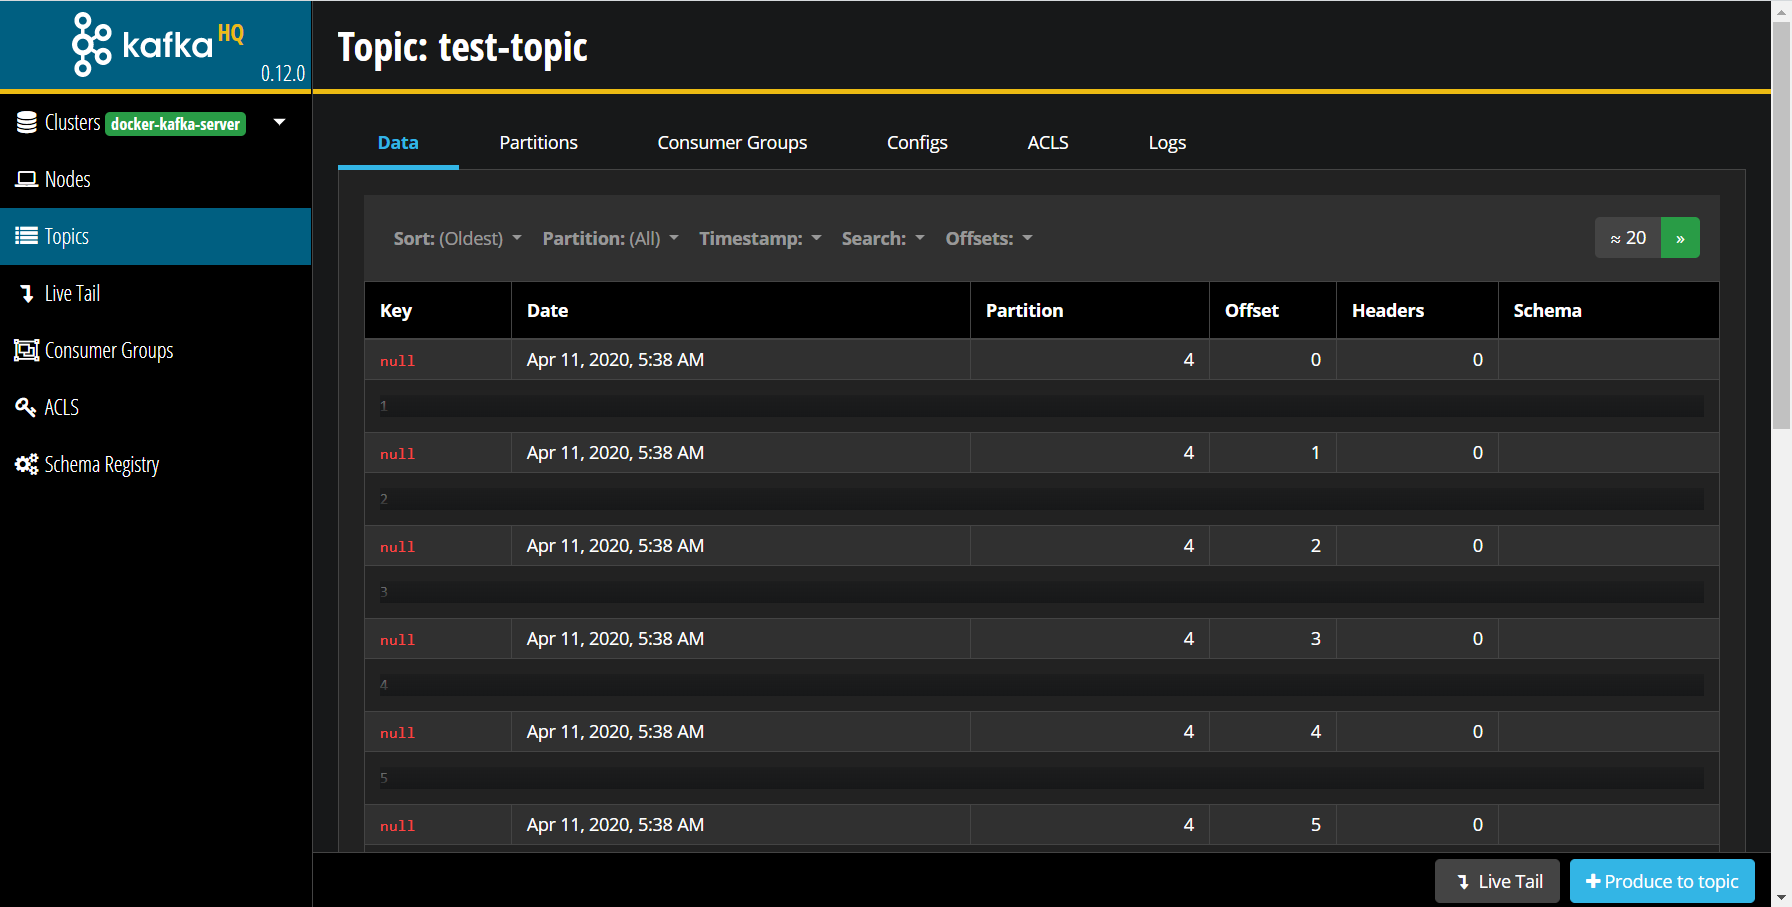 kafka HQ
0.12.0
Topic: test-topic
Clusters docker-kafka-server
Nodes
Topics
Live Tail
Consumer Groups
ACLS
Schema Registry
Data Partitions Consumer Groups Configs ACLS Logs
Sort: (Oldest) Partition: (All) Timestamp: Search: Offsets: ≈ 20 »
Key Date Partition Offset Headers Schema
null Apr 11, 2020, 5:38 AM 4 0 0
1
null Apr 11, 2020, 5:38 AM 4 1 0
2
null Apr 11, 2020, 5:38 AM 4 2 0
3
null Apr 11, 2020, 5:38 AM 4 3 0
4
null Apr 11, 2020, 5:38 AM 4 4 0
5
null Apr 11, 2020, 5:38 AM 4 5 0
Live Tail Produce to topic